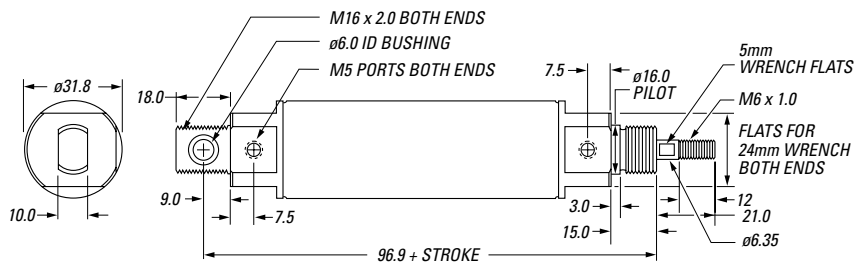 M16 x 2.0 BOTH ENDS
ø6.0 ID BUSHING
M5 PORTS BOTH ENDS
ø31.8
18.0
7.5
ø16.0
PILOT
5mm
WRENCH FLATS
M6 x 1.0
FLATS FOR
24mm WRENCH
BOTH ENDS
10.0
9.0
7.5
3.0
15.0
12
21.0
ø6.35
96.9 + STROKE